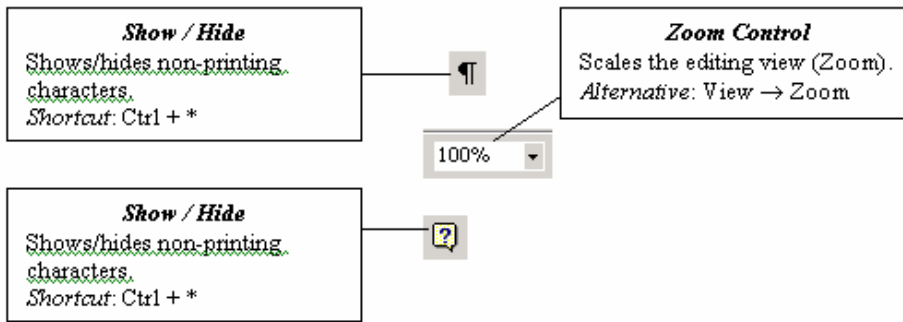 Show / Hide
Shows/hides non-printing
characters.
Shortcut: Ctrl + *
¶
Zoom Control
Scales the editing view (Zoom).
Alternative: View → Zoom
100%
Show / Hide
Shows/hides non-printing
characters.
Shortcut: Ctrl + *
?